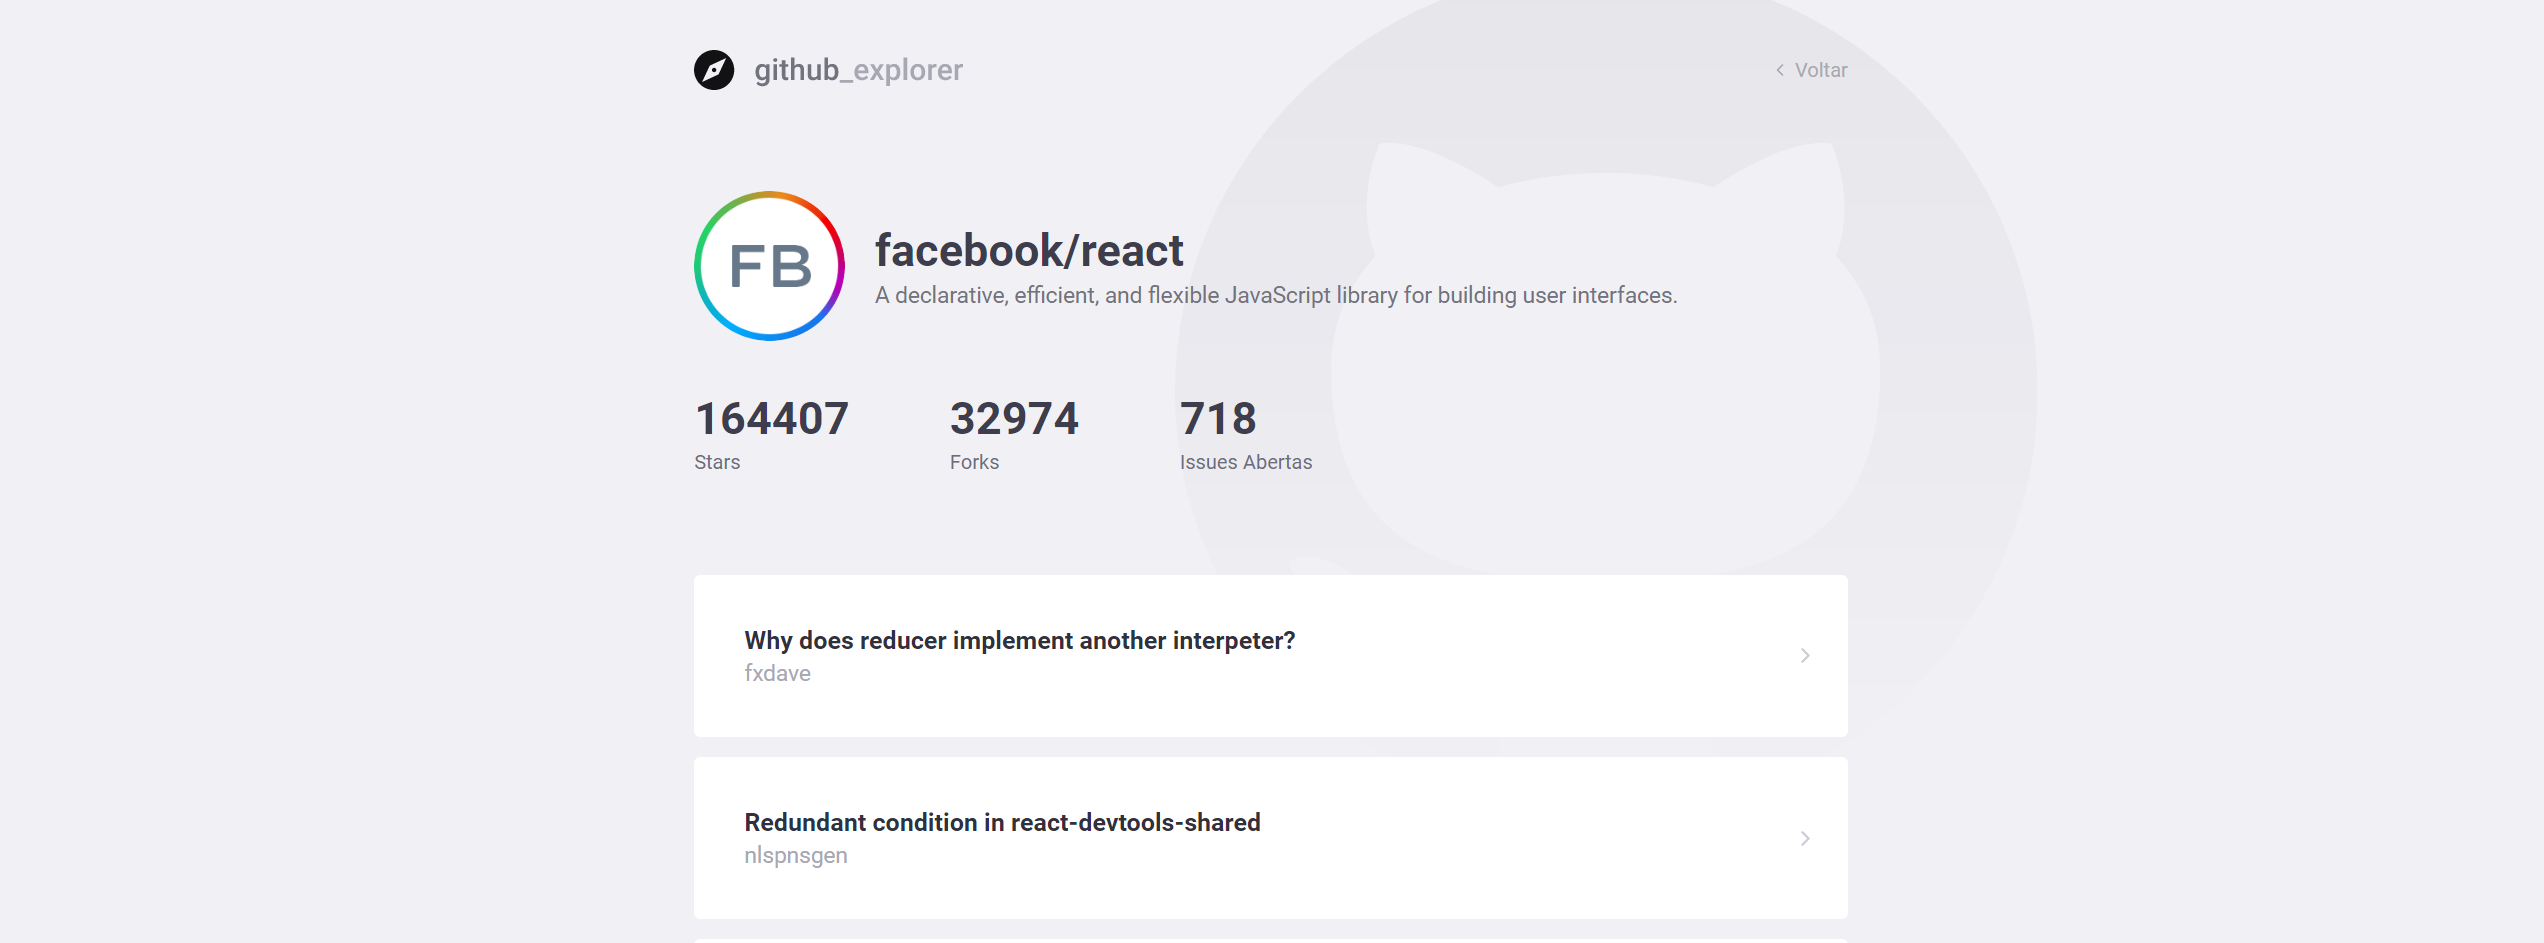 github_explorer
Voltar
FB
facebook/react
A declarative, efficient, and flexible JavaScript library for building user interfaces.
164407
32974
718
Stars
Forks
Issues Abertas
Why does reducer implement another interpeter?
fxdave
Redundant condition in react-devtools-shared
nlspnsgen